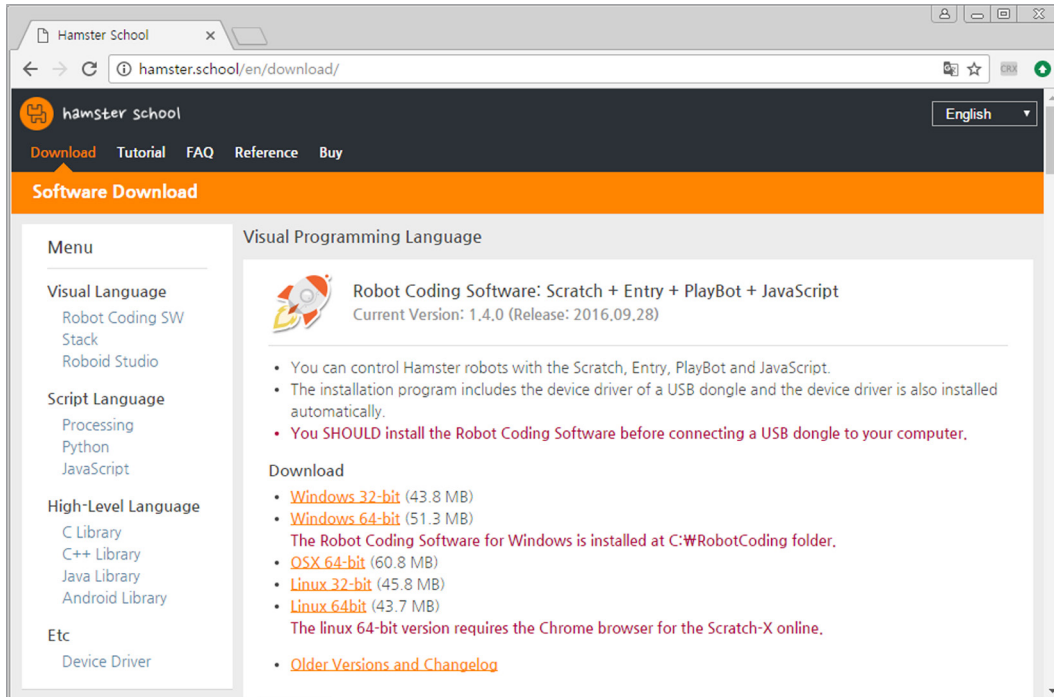 Hamster School
hamster.school/en/download/
CRX
hamster school
English
Download Tutorial FAQ Reference Buy
Software Download
Menu
Visual Language
Robot Coding SW
Stack
Roboid Studio
Script Language
Processing
Python
JavaScript
High-Level Language
C Library
C++ Library
Java Library
Android Library
Etc
Device Driver
Visual Programming Language
Robot Coding Software: Scratch + Entry + PlayBot + JavaScript
Current Version: 1.4.0 (Release: 2016.09.28)
• You can control Hamster robots with the Scratch, Entry, PlayBot and JavaScript.
• The installation program includes the device driver of a USB dongle and the device driver is also installed
automatically.
• You SHOULD install the Robot Coding Software before connecting a USB dongle to your computer.
Download
• Windows 32-bit (43.8 MB)
• Windows 64-bit (51.3 MB)
The Robot Coding Software for Windows is installed at C:₩RobotCoding folder.
• OSX 64-bit (60.8 MB)
• Linux 32-bit (45.8 MB)
• Linux 64bit (43.7 MB)
The linux 64-bit version requires the Chrome browser for the Scratch-X online.
• Older Versions and Changelog